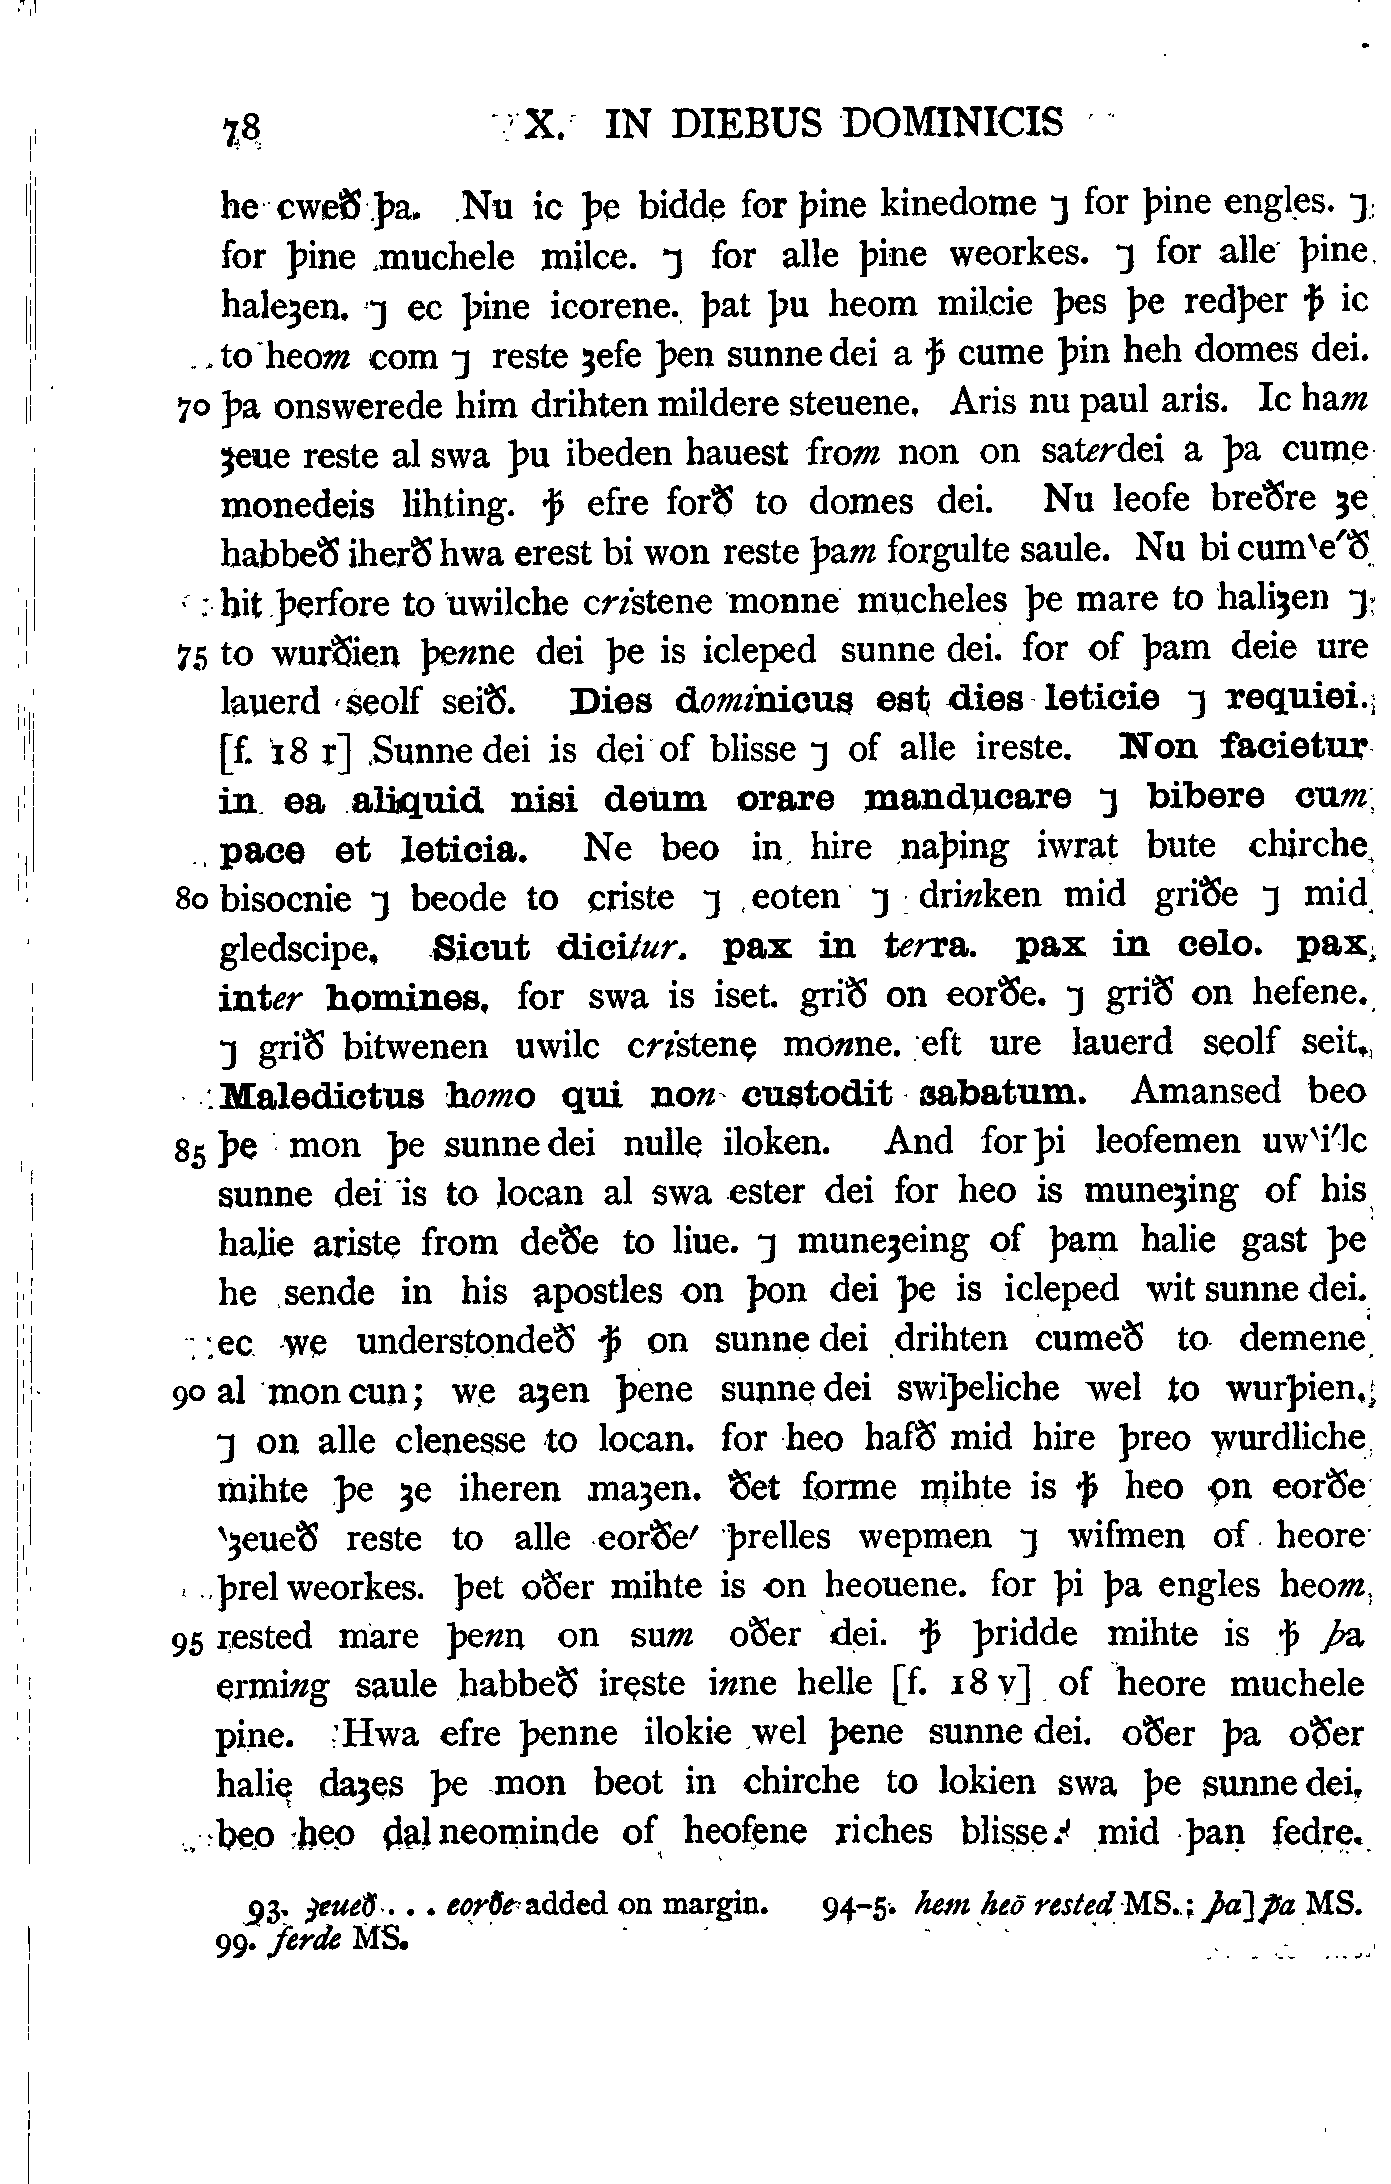 78 X. IN DIEBUS DOMINICIS
he cweð þa. Nu ic þe bidde for þine kinedome ⁊ for þine engles. ⁊
for þine muchele milce. ⁊ for alle þine weorkes. ⁊ for alle þine
haleȝen. ⁊ ec þine icorene. þat þu heom milcie þes þe redþer ꝥ ic
to heom com ⁊ reste ȝefe þen sunne dei a ꝥ cume þin heh domes dei.
70 þa onswerede him drihten mildere steuene. Aris nu paul aris. Ic ham
ȝeue reste al swa þu ibeden hauest from non on saterdei a þa cume
monedeis lihting. ꝥ efre forð to domes dei. Nu leofe breðre ȝe
habbeð iherð hwa erest bi won reste þam forgulte saule. Nu bi cum‵e′ð
hit þerfore to uwilche cristene monne mucheles þe mare to haliȝen ⁊
75 to wurðien þenne dei þe is icleped sunne dei. for of þam deie ure
lauerd seolf seið. Dies dominicus est dies leticie ⁊ requiei.
[f. 18 r] Sunne dei is dei of blisse ⁊ of alle ireste. Non facietur
in ea aliquid nisi deum orare manducare ⁊ bibere cum
pace et leticia. Ne beo in hire naþing iwrat bute chirche
80 bisocnie ⁊ beode to criste ⁊ eoten ⁊ drinken mid griðe ⁊ mid
gledscipe. Sicut dicitur. pax in terra. pax in celo. pax
inter homines. for swa is iset. grið on eorðe. ⁊ grið on hefene.
⁊ grið bitwenen uwilc cristene monne. eft ure lauerd seolf seit.
Maledictus homo qui non custodit sabatum. Amansed beo
85 þe mon þe sunne dei nulle iloken. And for þi leofemen uw‵i′lc
sunne dei is to locan al swa ester dei for heo is muneȝing of his
halie ariste from deðe to liue. ⁊ muneȝeing of þam halie gast þe
he sende in his apostles on þon dei þe is icleped wit sunne dei.
ec we understondeð ꝥ on sunne dei drihten cumeð to demene
90 al mon cun; we aȝen þene sunne dei swiþeliche wel to wurþien.
⁊ on alle clenesse to locan. for heo hafð mid hire þreo wurdliche
mihte þe ȝe iheren maȝen. ðet forme mihte is ꝥ heo on eorðe
‵ȝeueð reste to alle eorðe′ þrelles wepmen ⁊ wifmen of heore
þrel weorkes. þet oðer mihte is on heouene. for þi þa engles heom
95 rested mare þenn on sum oðer dei. ꝥ þridde mihte is ꝥ þa
erming saule habbeð ireste inne helle [f. 18 v] of heore muchele
pine. Hwa efre þenne ilokie wel þene sunne dei. oðer þa oðer
halie daȝes þe mon beot in chirche to lokien swa þe sunne dei,
beo heo dal neominde of heofene riches blisse⁊ mid þan fedre.
93. ȝeueð . . . eorðe added on margin. 94–5. hem heō rested MS.; þa] ꝥa MS.
99. ferde MS.